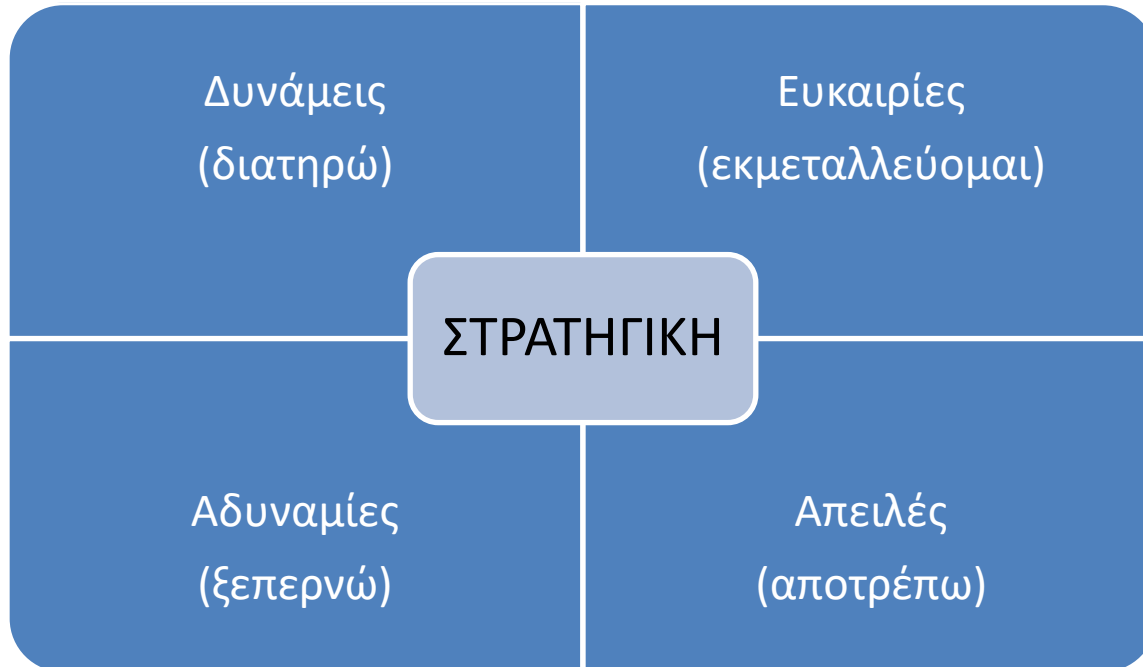 Δυνάμεις
(διατηρώ)
Ευκαιρίες
(εκμεταλλεύομαι)
ΣΤΡΑΤΗΓΙΚΗ
Αδυναμίες
(ξεπερνώ)
Απειλές
(αποτρέπω)